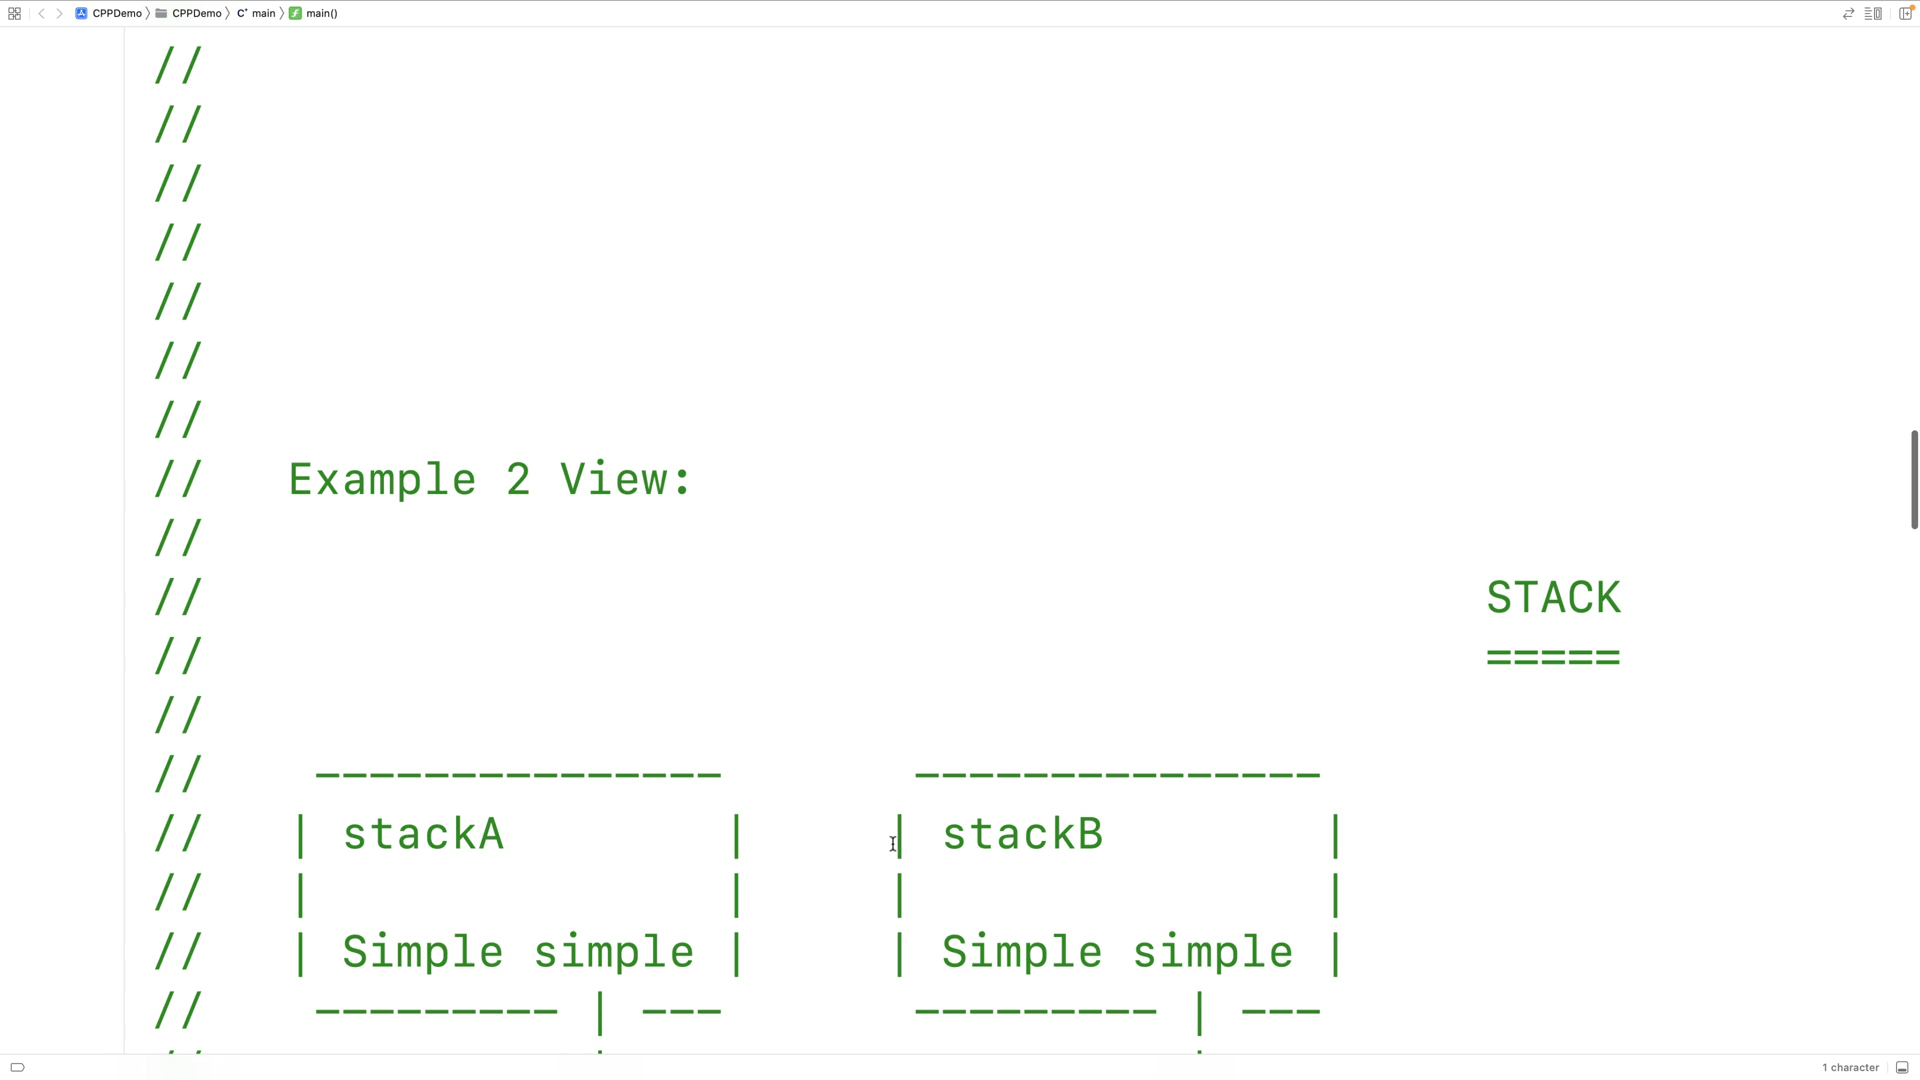 CPPDemo 〉 CPPDemo 〉 C⁺ main 〉 f main()
//
//
//
//
//
//
//
// Example 2 View:
//
// STACK
// =====
//
// --------------- ---------------
// | stackA | | stackB |
// | | | |
// | Simple simple | | Simple simple |
// --------- | --- --------- | ---
1 character